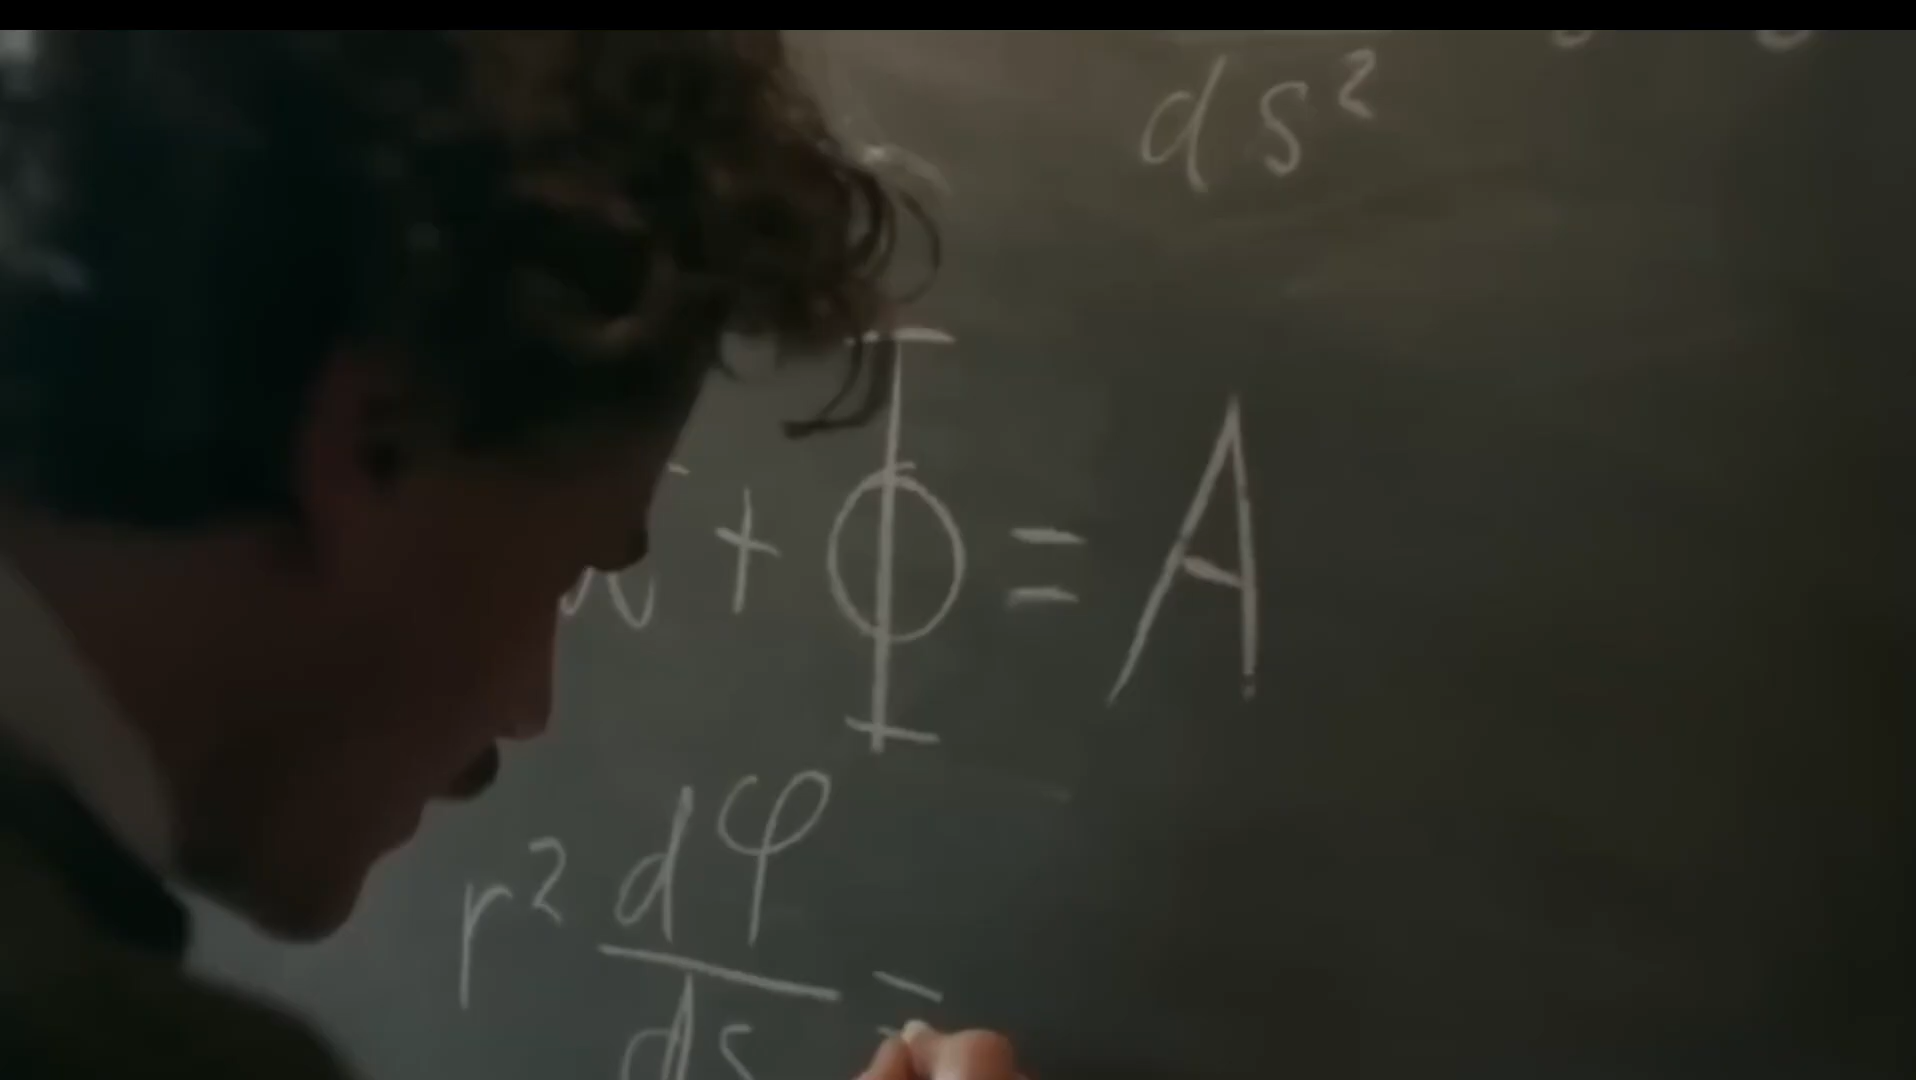 ds²
+ Φ = A
r² dφ
ds =